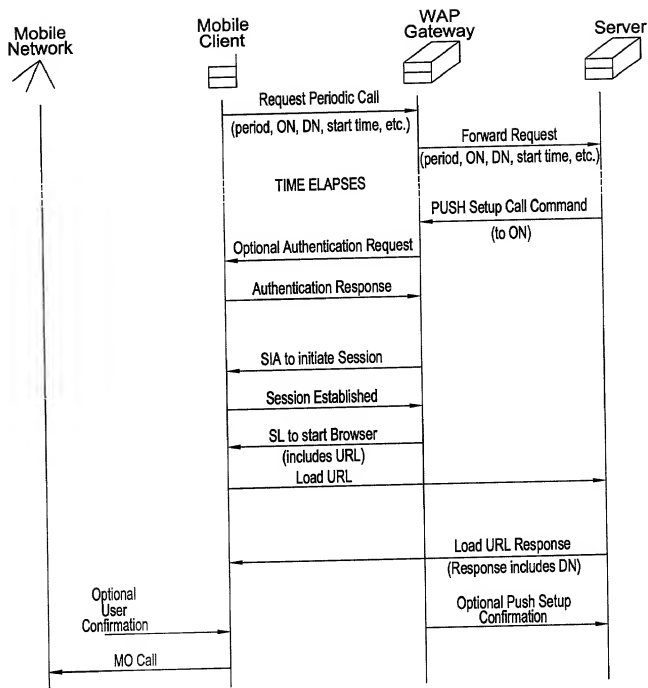 Mobile
Network
Mobile
Client
WAP
Gateway
Server
Request Periodic Call
(period, ON, DN, start time, etc.)
Forward Request
(period, ON, DN, start time, etc.)
TIME ELAPSES
PUSH Setup Call Command
(to ON)
Optional Authentication Request
Authentication Response
SIA to initiate Session
Session Established
SL to start Browser
(includes URL)
Load URL
Load URL Response
(Response includes DN)
Optional
User
Confirmation
Optional Push Setup
Confirmation
MO Call